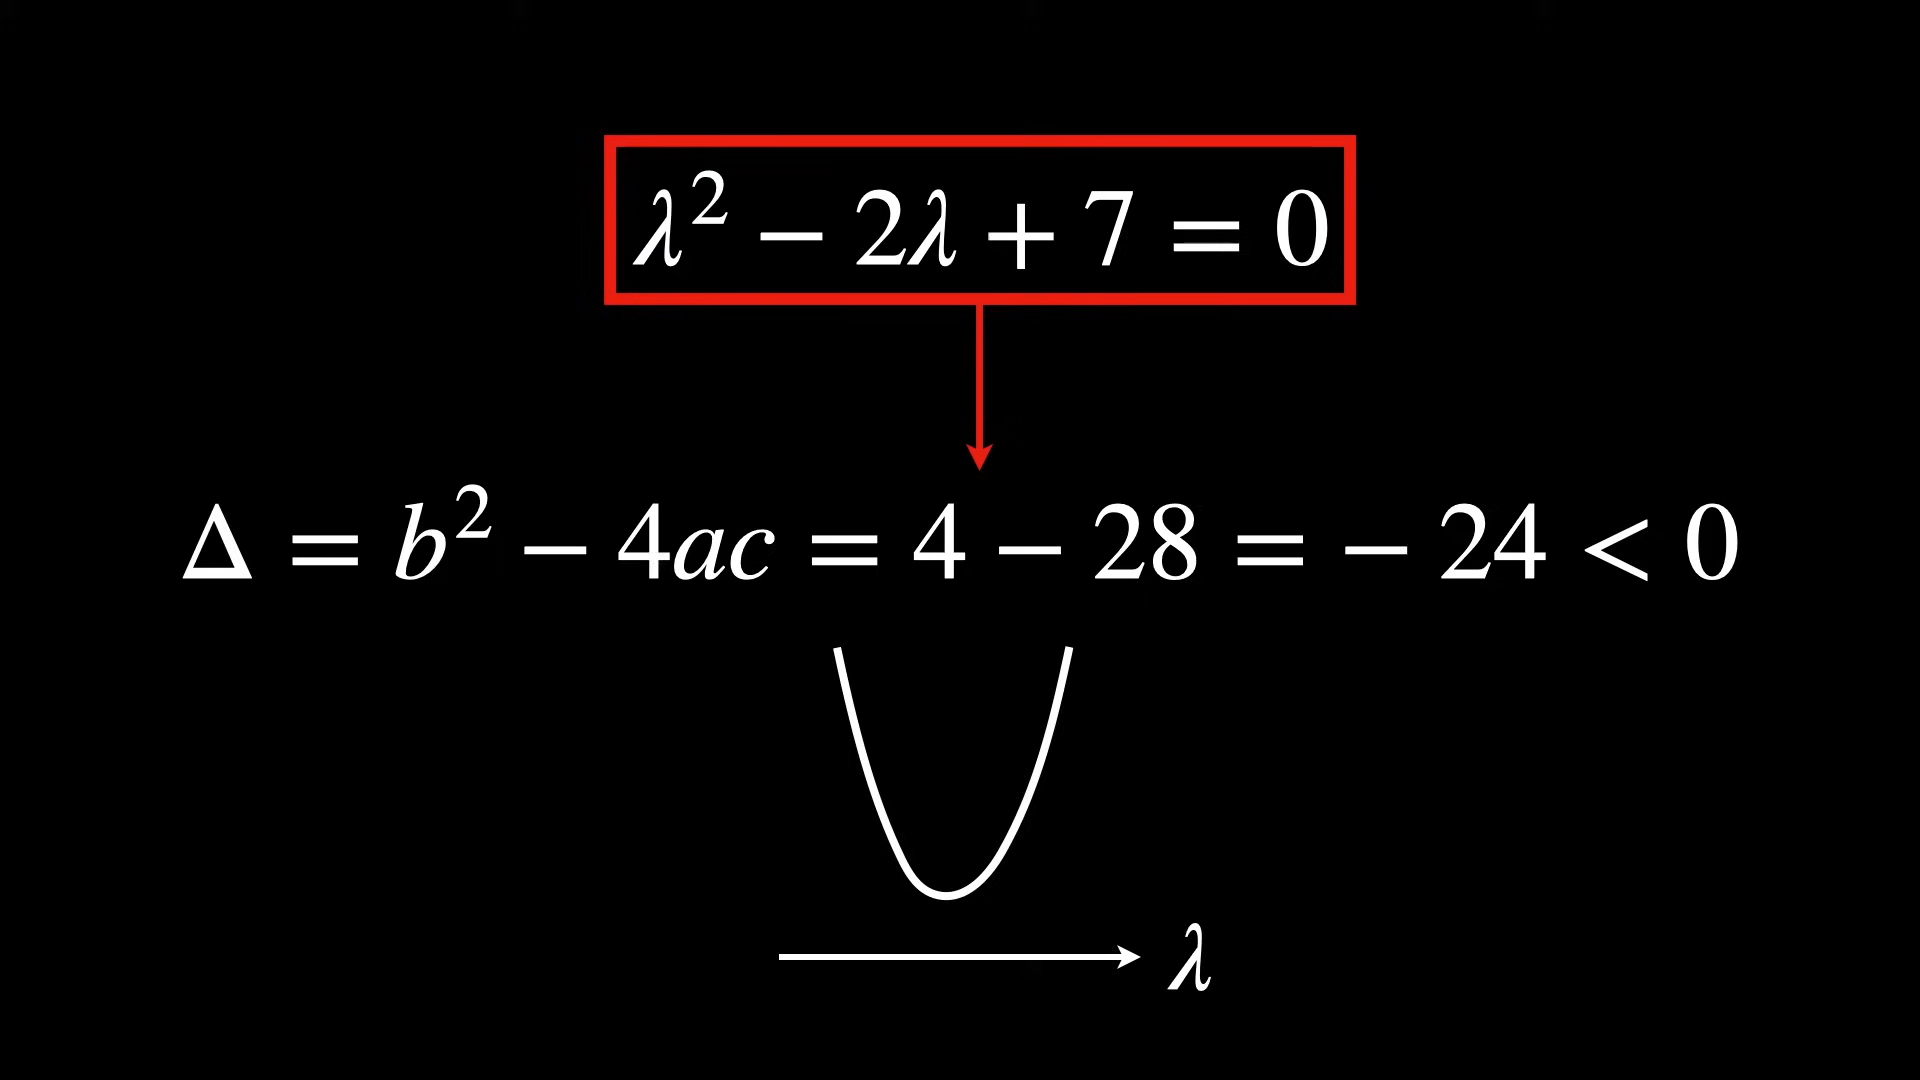 λ² − 2λ + 7 = 0
Δ = b² − 4ac = 4 − 28 = − 24 < 0
λ